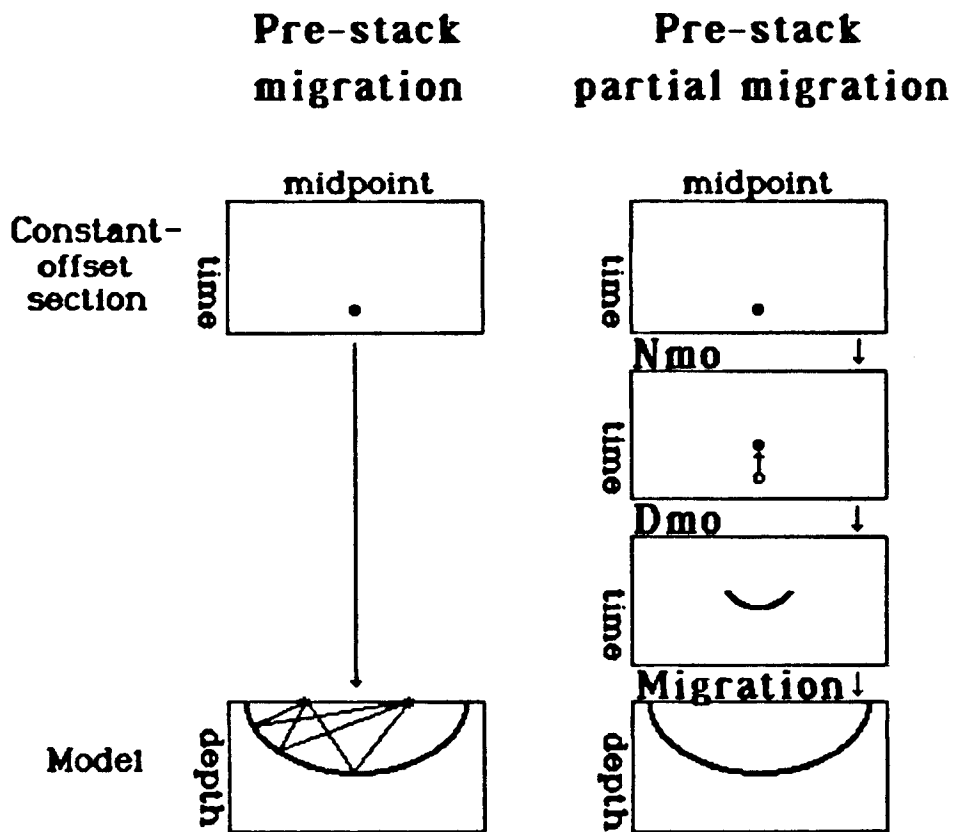 Pre-stack
migration
Pre-stack
partial migration
midpoint
midpoint
Constant-
offset
section
time
time
Nmo
time
Dmo
time
Migration
Model
depth
depth